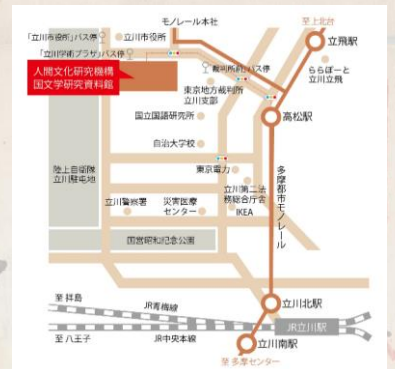 モノレール本社
至 上北台
「立川市役所」バス停
立川市役所
立飛駅
「立川学術プラザ」バス停
「裁判所前」バス停
人間文化研究機構
国文学研究資料館
ららぽーと
立川立飛
東京地方裁判所
立川支部
国立国語研究所
高松駅
自治大学校
陸上自衛隊
立川駐屯地
東京電力
多摩都市モノレール
立川第二法
務総合庁舎
立川警察署
災害医療
センター
IKEA
国営昭和記念公園
至 拝島
JR青梅線
立川北駅
JR立川駅
至 八王子
JR中央本線
立川南駅
至 多摩センター